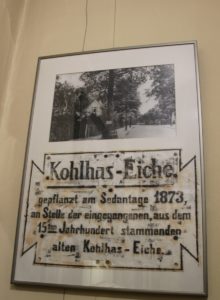 Kohlhas-Eiche.
gepflanzt am Sedantage 1873,
an Stelle der eingegangenen, aus dem
15ten Jahrhundert stammenden
alten Kohlhas-Eiche.